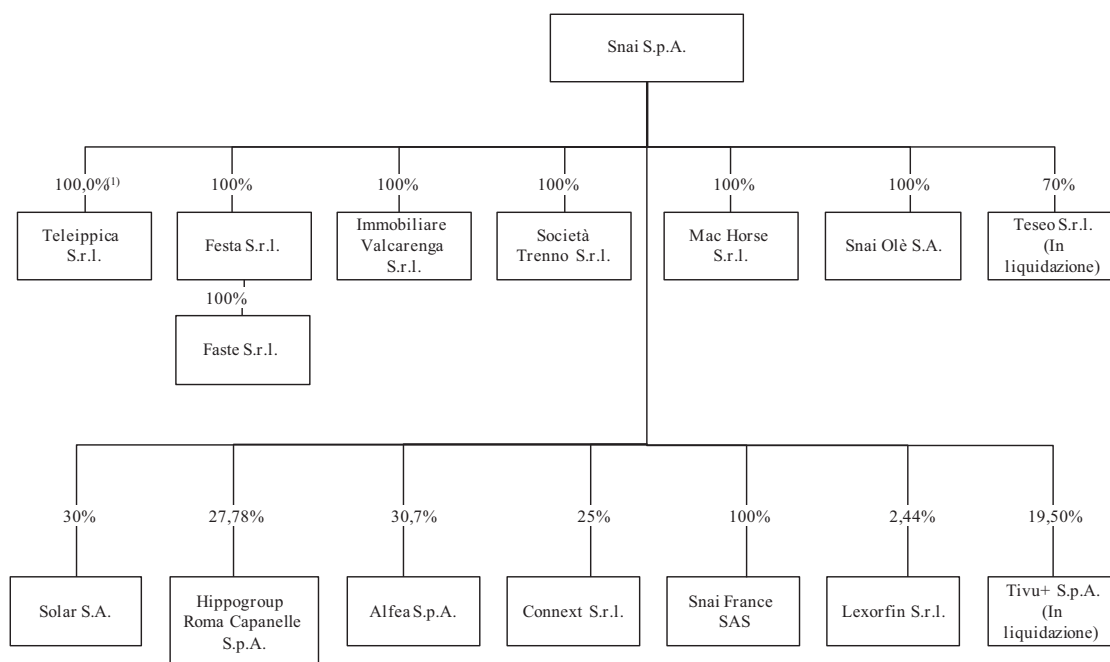 Snai S.p.A.
100,0%(1)
100%
100%
100%
100%
100%
70%
Teleippica
S.r.l.
Festa S.r.l.
Immobiliare
Valcarenga
S.r.l.
Società
Trenno S.r.l.
Mac Horse
S.r.l.
Snai Olè S.A.
Teseo S.r.l.
(In
liquidazione)
100%
Faste S.r.l.
30%
27,78%
30,7%
25%
100%
2,44%
19,50%
Solar S.A.
Hippogroup
Roma Capanelle
S.p.A.
Alfea S.p.A.
Connext S.r.l.
Snai France
SAS
Lexorfin S.r.l.
Tivu+ S.p.A.
(In
liquidazione)